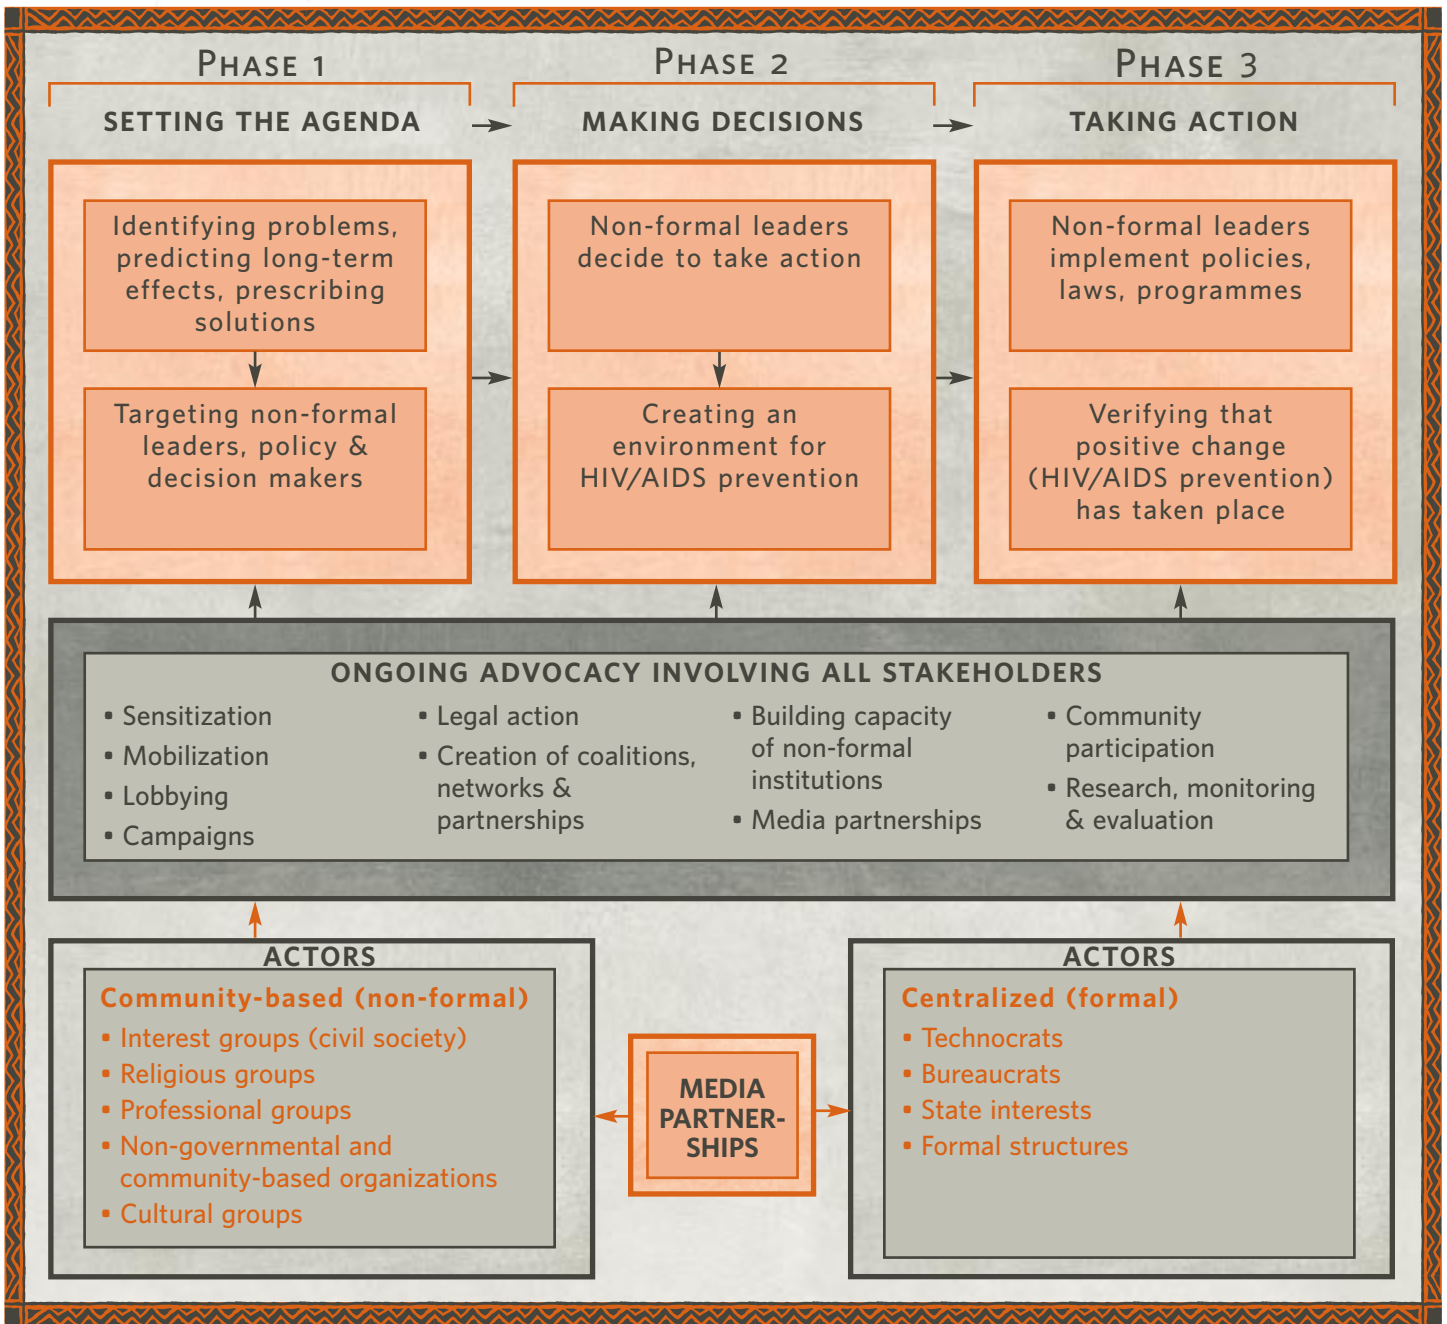 PHASE 1
SETTING THE AGENDA
Identifying problems,
predicting long-term
effects, prescribing
solutions
Targeting non-formal
leaders, policy &
decision makers
PHASE 2
MAKING DECISIONS
Non-formal leaders
decide to take action
Creating an
environment for
HIV/AIDS prevention
PHASE 3
TAKING ACTION
Non-formal leaders
implement policies,
laws, programmes
Verifying that
positive change
(HIV/AIDS prevention)
has taken place
ONGOING ADVOCACY INVOLVING ALL STAKEHOLDERS
▪ Sensitization
▪ Mobilization
▪ Lobbying
▪ Campaigns
▪ Legal action
▪ Creation of coalitions,
networks &
partnerships
▪ Building capacity
of non-formal
institutions
▪ Media partnerships
▪ Community
participation
▪ Research, monitoring
& evaluation
ACTORS
Community-based (non-formal)
▪ Interest groups (civil society)
▪ Religious groups
▪ Professional groups
▪ Non-governmental and
community-based organizations
▪ Cultural groups
MEDIA
PARTNER-
SHIPS
ACTORS
Centralized (formal)
▪ Technocrats
▪ Bureaucrats
▪ State interests
▪ Formal structures